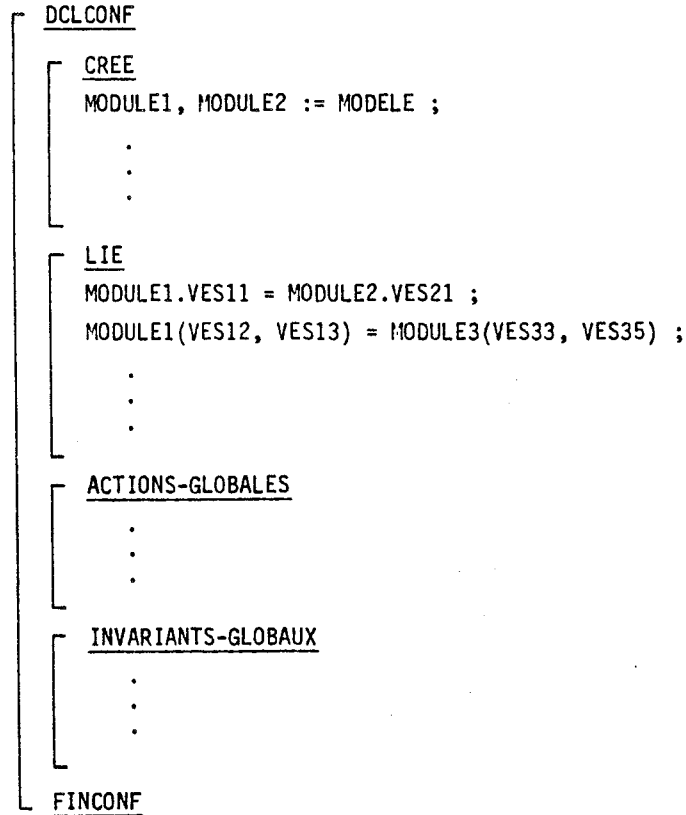 DCLCONF
CREE
MODULE1, MODULE2 := MODELE ;
.
.
.
LIE
MODULE1.VES11 = MODULE2.VES21 ;
MODULE1(VES12, VES13) = MODULE3(VES33, VES35) ;
.
.
.
ACTIONS-GLOBALES
.
.
.
INVARIANTS-GLOBAUX
.
.
.
FINCONF